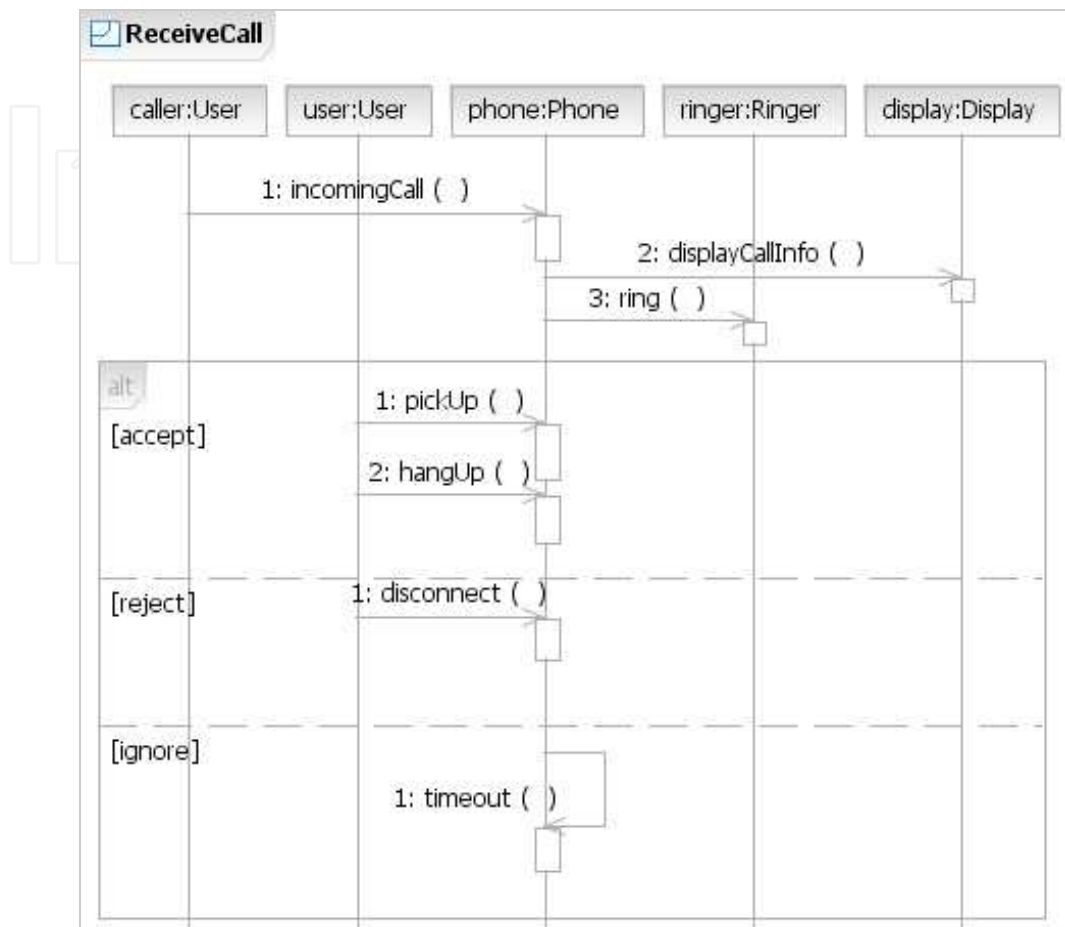 ReceiveCall
caller:User user:User phone:Phone ringer:Ringer display:Display
1: incomingCall ( )
2: displayCallInfo ( )
3: ring ( )
alt
1: pickUp ( )
[accept]
2: hangUp ( )
1: disconnect ( )
[reject]
[ignore]
1: timeout ( )